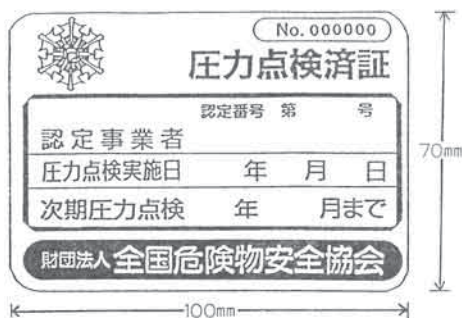 No. 000000
圧力点検済証
認定番号 第 号
認定事業者
圧力点検実施日 年 月 日
次期圧力点検 年 月まで
財団法人 全国危険物安全協会
70mm
100mm